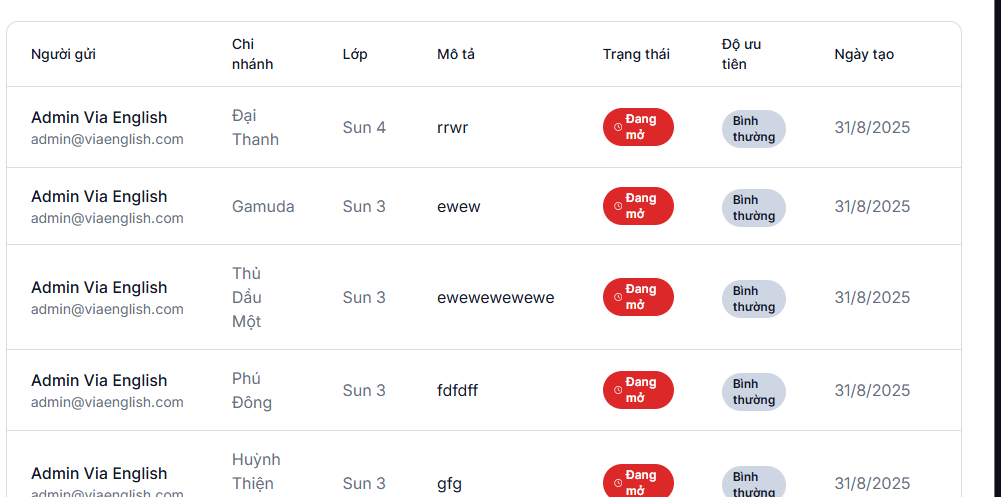 Người gửi
Chi nhánh
Lớp
Mô tả
Trạng thái
Độ ưu tiên
Ngày tạo
Admin Via English
admin@viaenglish.com
Đại
Thanh
Sun 4
rrwr
Đang
mở
Bình
thường
31/8/2025
Admin Via English
admin@viaenglish.com
Gamuda
Sun 3
ewew
Đang
mở
Bình
thường
31/8/2025
Admin Via English
admin@viaenglish.com
Thủ
Dầu
Một
Sun 3
ewewewewewe
Đang
mở
Bình
thường
31/8/2025
Admin Via English
admin@viaenglish.com
Phú
Đông
Sun 3
fdfdff
Đang
mở
Bình
thường
31/8/2025
Admin Via English
admin@viaenglish.com
Huỳnh
Thiện
Sun 3
gfg
Đang
mở
Bình
thường
31/8/2025